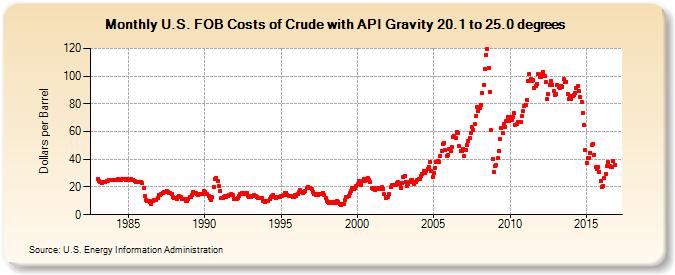 Monthly U.S. FOB Costs of Crude with API Gravity 20.1 to 25.0 degrees
Dollars per Barrel
120
100
80
60
40
20
0
1985 1990 1995 2000 2005 2010 2015
Source: U.S. Energy Information Administration